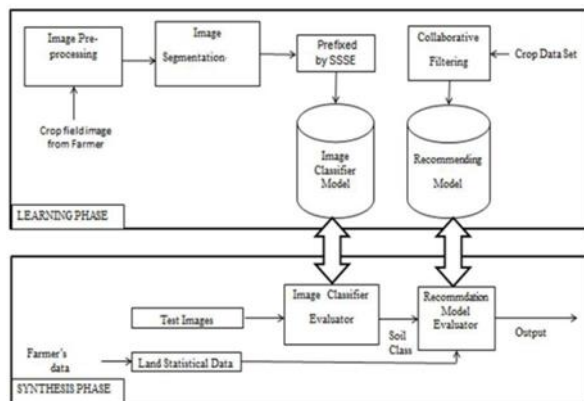 Image Pre-
processing
Image
Segmentation
Prefixed
by SSSE
Collaborative
Filtering
Crop Data Set
Crop field image
from Farmer
Image
Classifier
Model
Recommending
Model
LEARNING PHASE
Test Images
Image Classifier
Evaluator
Recommdation
Model
Evaluator
Soil
Class
Output
Farmer's
data
Land Statistical Data
SYNTHESIS PHASE